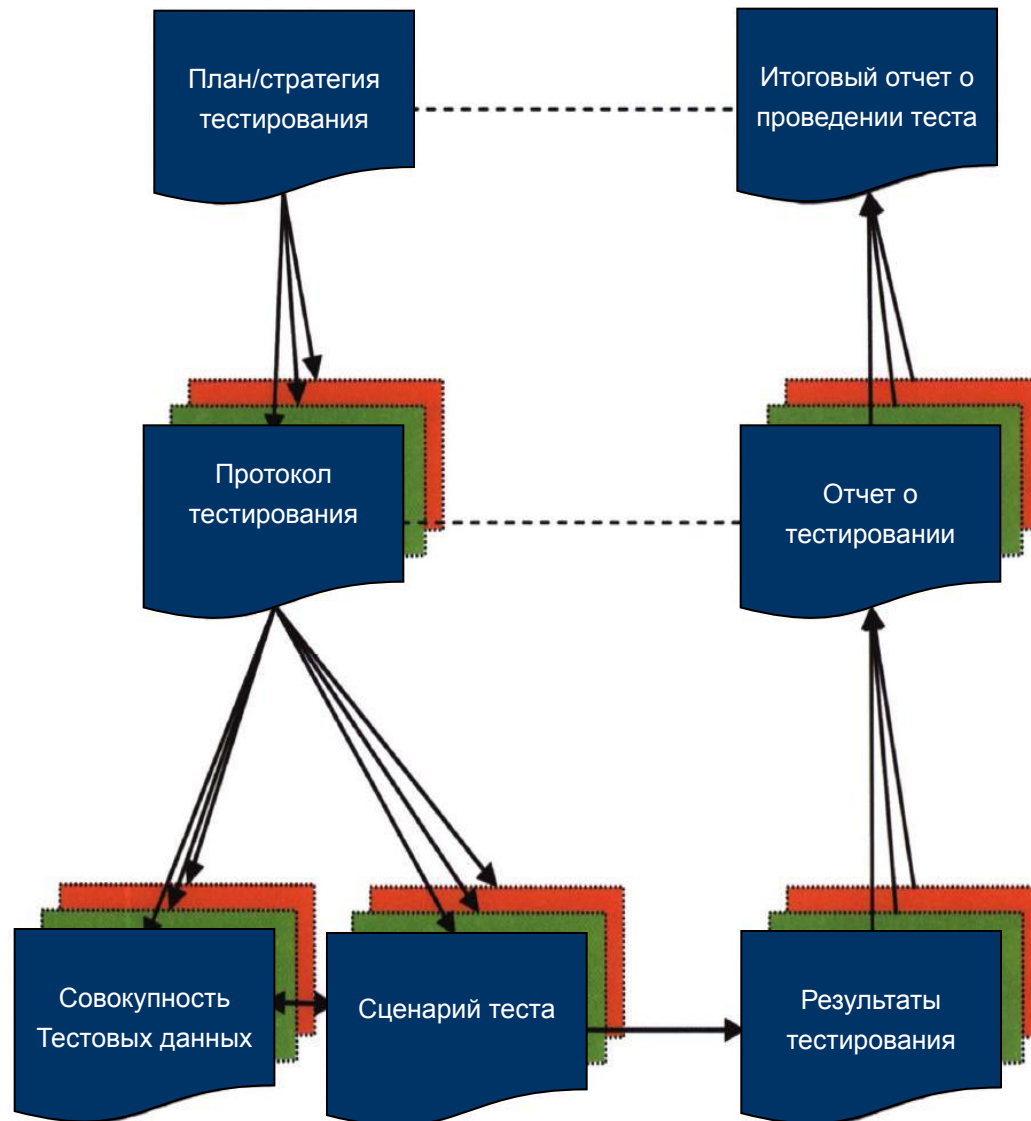 План/стратегия
тестирования
Итоговый отчет о
проведении теста
Протокол
тестирования
Отчет о
тестировании
Совокупность
Тестовых данных
Сценарий теста
Результаты
тестирования